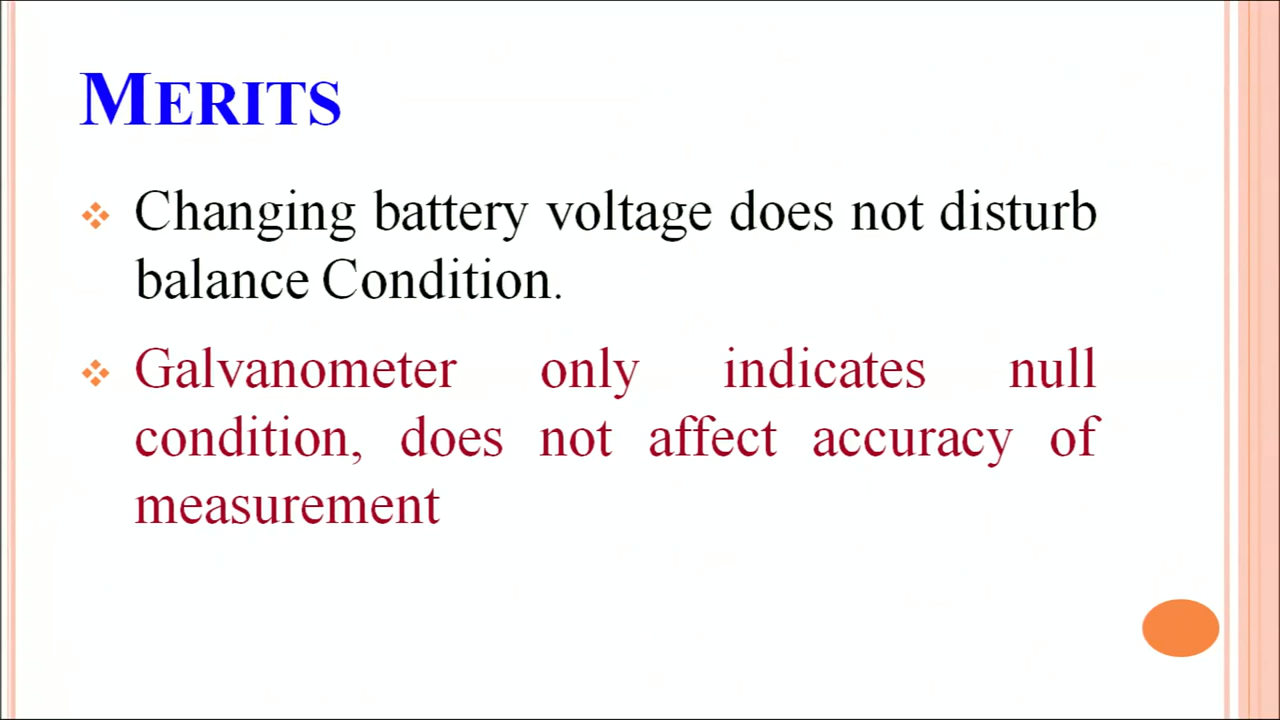 MERITS
Changing battery voltage does not disturb
balance Condition.
Galvanometer only indicates null
condition, does not affect accuracy of
measurement